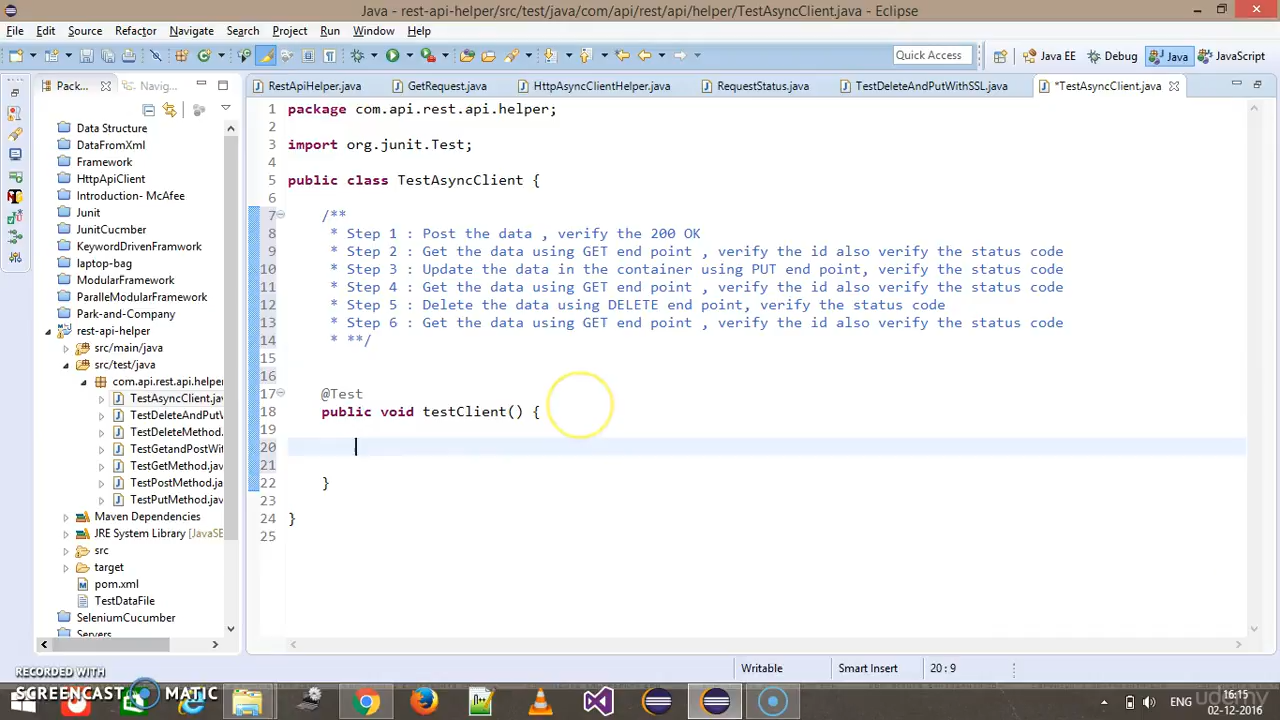 Java - rest-api-helper/src/test/java/com/api/rest/api/helper/TestAsyncClient.java - Eclipse
File Edit Source Refactor Navigate Search Project Run Window Help
Quick Access
Java EE
Debug
Java
JavaScript
Pack...
Navig...
RestApiHelper.java
GetRequest.java
HttpAsyncClientHelper.java
RequestStatus.java
TestDeleteAndPutWithSSL.java
*TestAsyncClient.java
Data Structure
DataFromXml
Framework
HttpApiClient
Introduction- McAfee
Junit
JunitCucmber
KeywordDrivenFramwork
laptop-bag
ModularFramework
ParalleModularFramework
Park-and-Company
rest-api-helper
src/main/java
src/test/java
com.api.rest.api.helper
TestAsyncClient.jav
TestDeleteAndPutW
TestDeleteMethod.
TestGetandPostWit
TestGetMethod.jav
TestPostMethod.jav
TestPutMethod.jav
Maven Dependencies
JRE System Library [JavaSE
src
target
pom.xml
TestDataFile
SeleniumCucumber
Servers
1 package com.api.rest.api.helper;
2
3 import org.junit.Test;
4
5 public class TestAsyncClient {
6
7 /**
8 * Step 1 : Post the data , verify the 200 OK
9 * Step 2 : Get the data using GET end point , verify the id also verify the status code
10 * Step 3 : Update the data in the container using PUT end point, verify the status code
11 * Step 4 : Get the data using GET end point , verify the id also verify the status code
12 * Step 5 : Delete the data using DELETE end point, verify the status code
13 * Step 6 : Get the data using GET end point , verify the id also verify the status code
14 * **/
15
16
17 @Test
18 public void testClient() {
19
20
21
22 }
23
24 }
25
Writable
Smart Insert
20 : 9
RECORDED WITH
SCREENCAST MATIC
ENG
16:15
02-12-2016
udemy